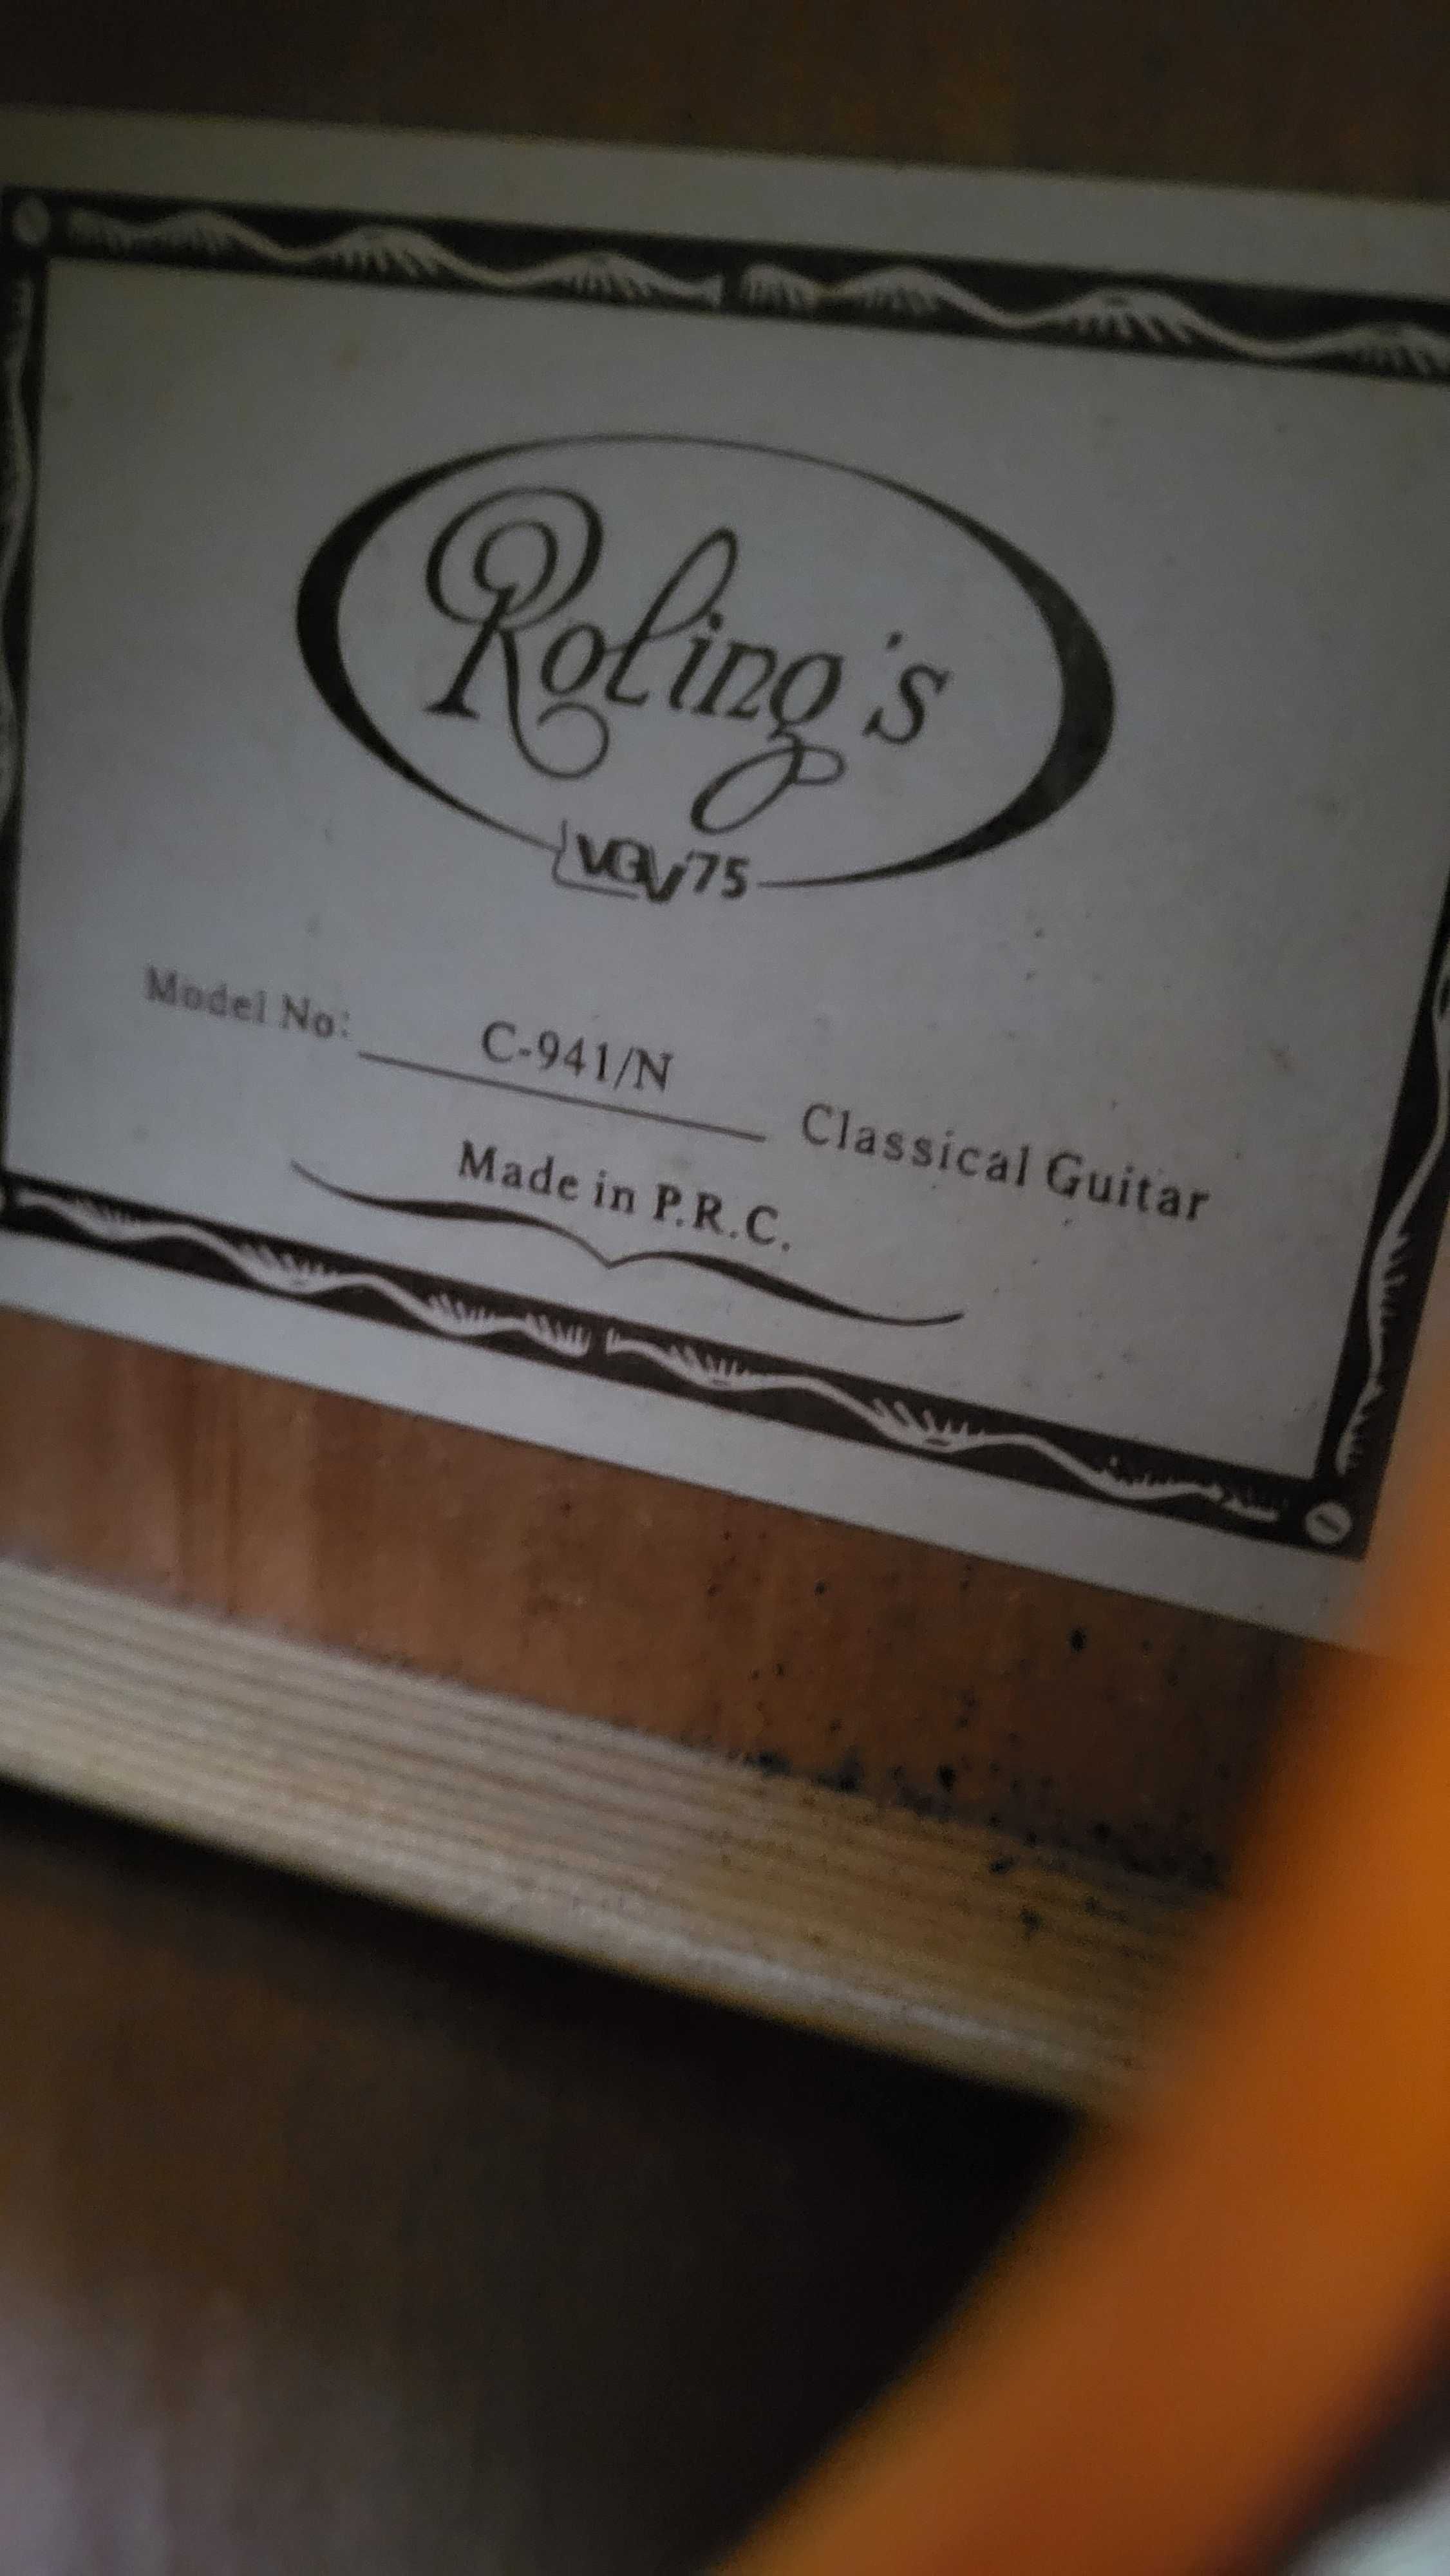 Roling's
VGV75
Model No: C-941/N Classical Guitar
Made in P.R.C.